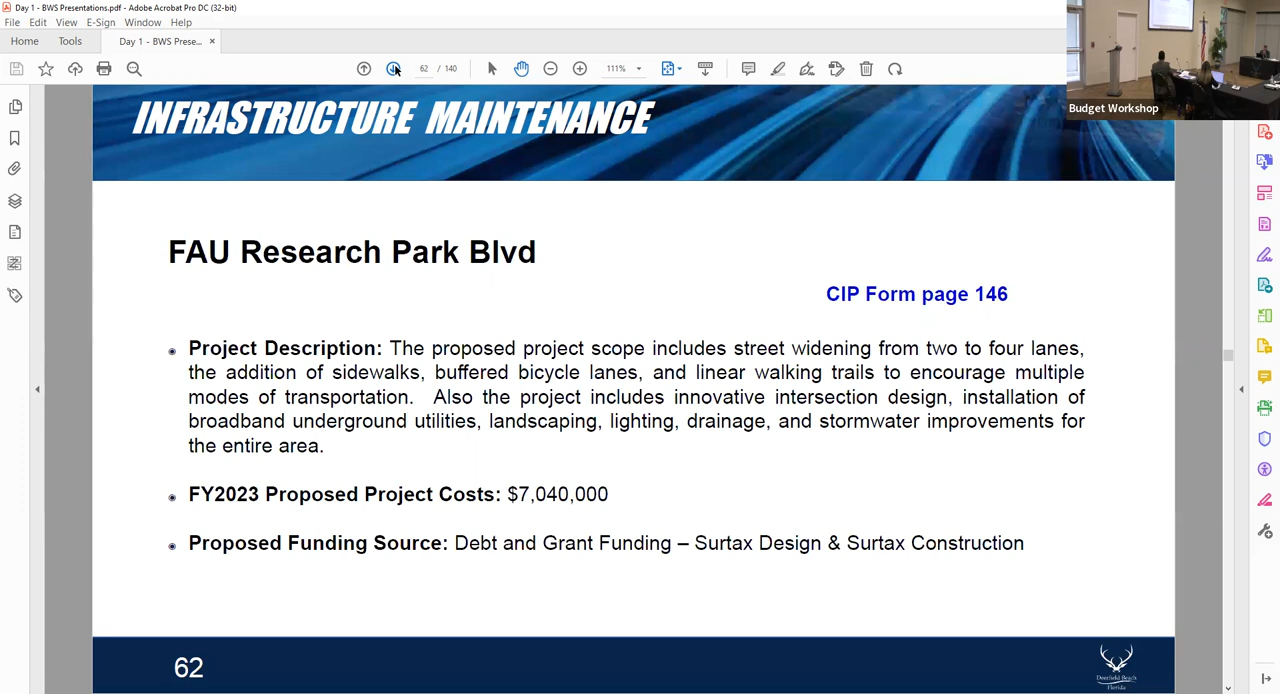 Day 1 - BWS Presentations.pdf - Adobe Acrobat Pro DC (32-bit)
File Edit View E-Sign Window Help
Home Tools Day 1 - BWS Prese... ×
62 / 140 111%
Budget Workshop
INFRASTRUCTURE MAINTENANCE
FAU Research Park Blvd
CIP Form page 146
Project Description: The proposed project scope includes street widening from two to four lanes,
the addition of sidewalks, buffered bicycle lanes, and linear walking trails to encourage multiple
modes of transportation. Also the project includes innovative intersection design, installation of
broadband underground utilities, landscaping, lighting, drainage, and stormwater improvements for
the entire area.
FY2023 Proposed Project Costs: $7,040,000
Proposed Funding Source: Debt and Grant Funding – Surtax Design & Surtax Construction
62
Deerfield Beach
Florida